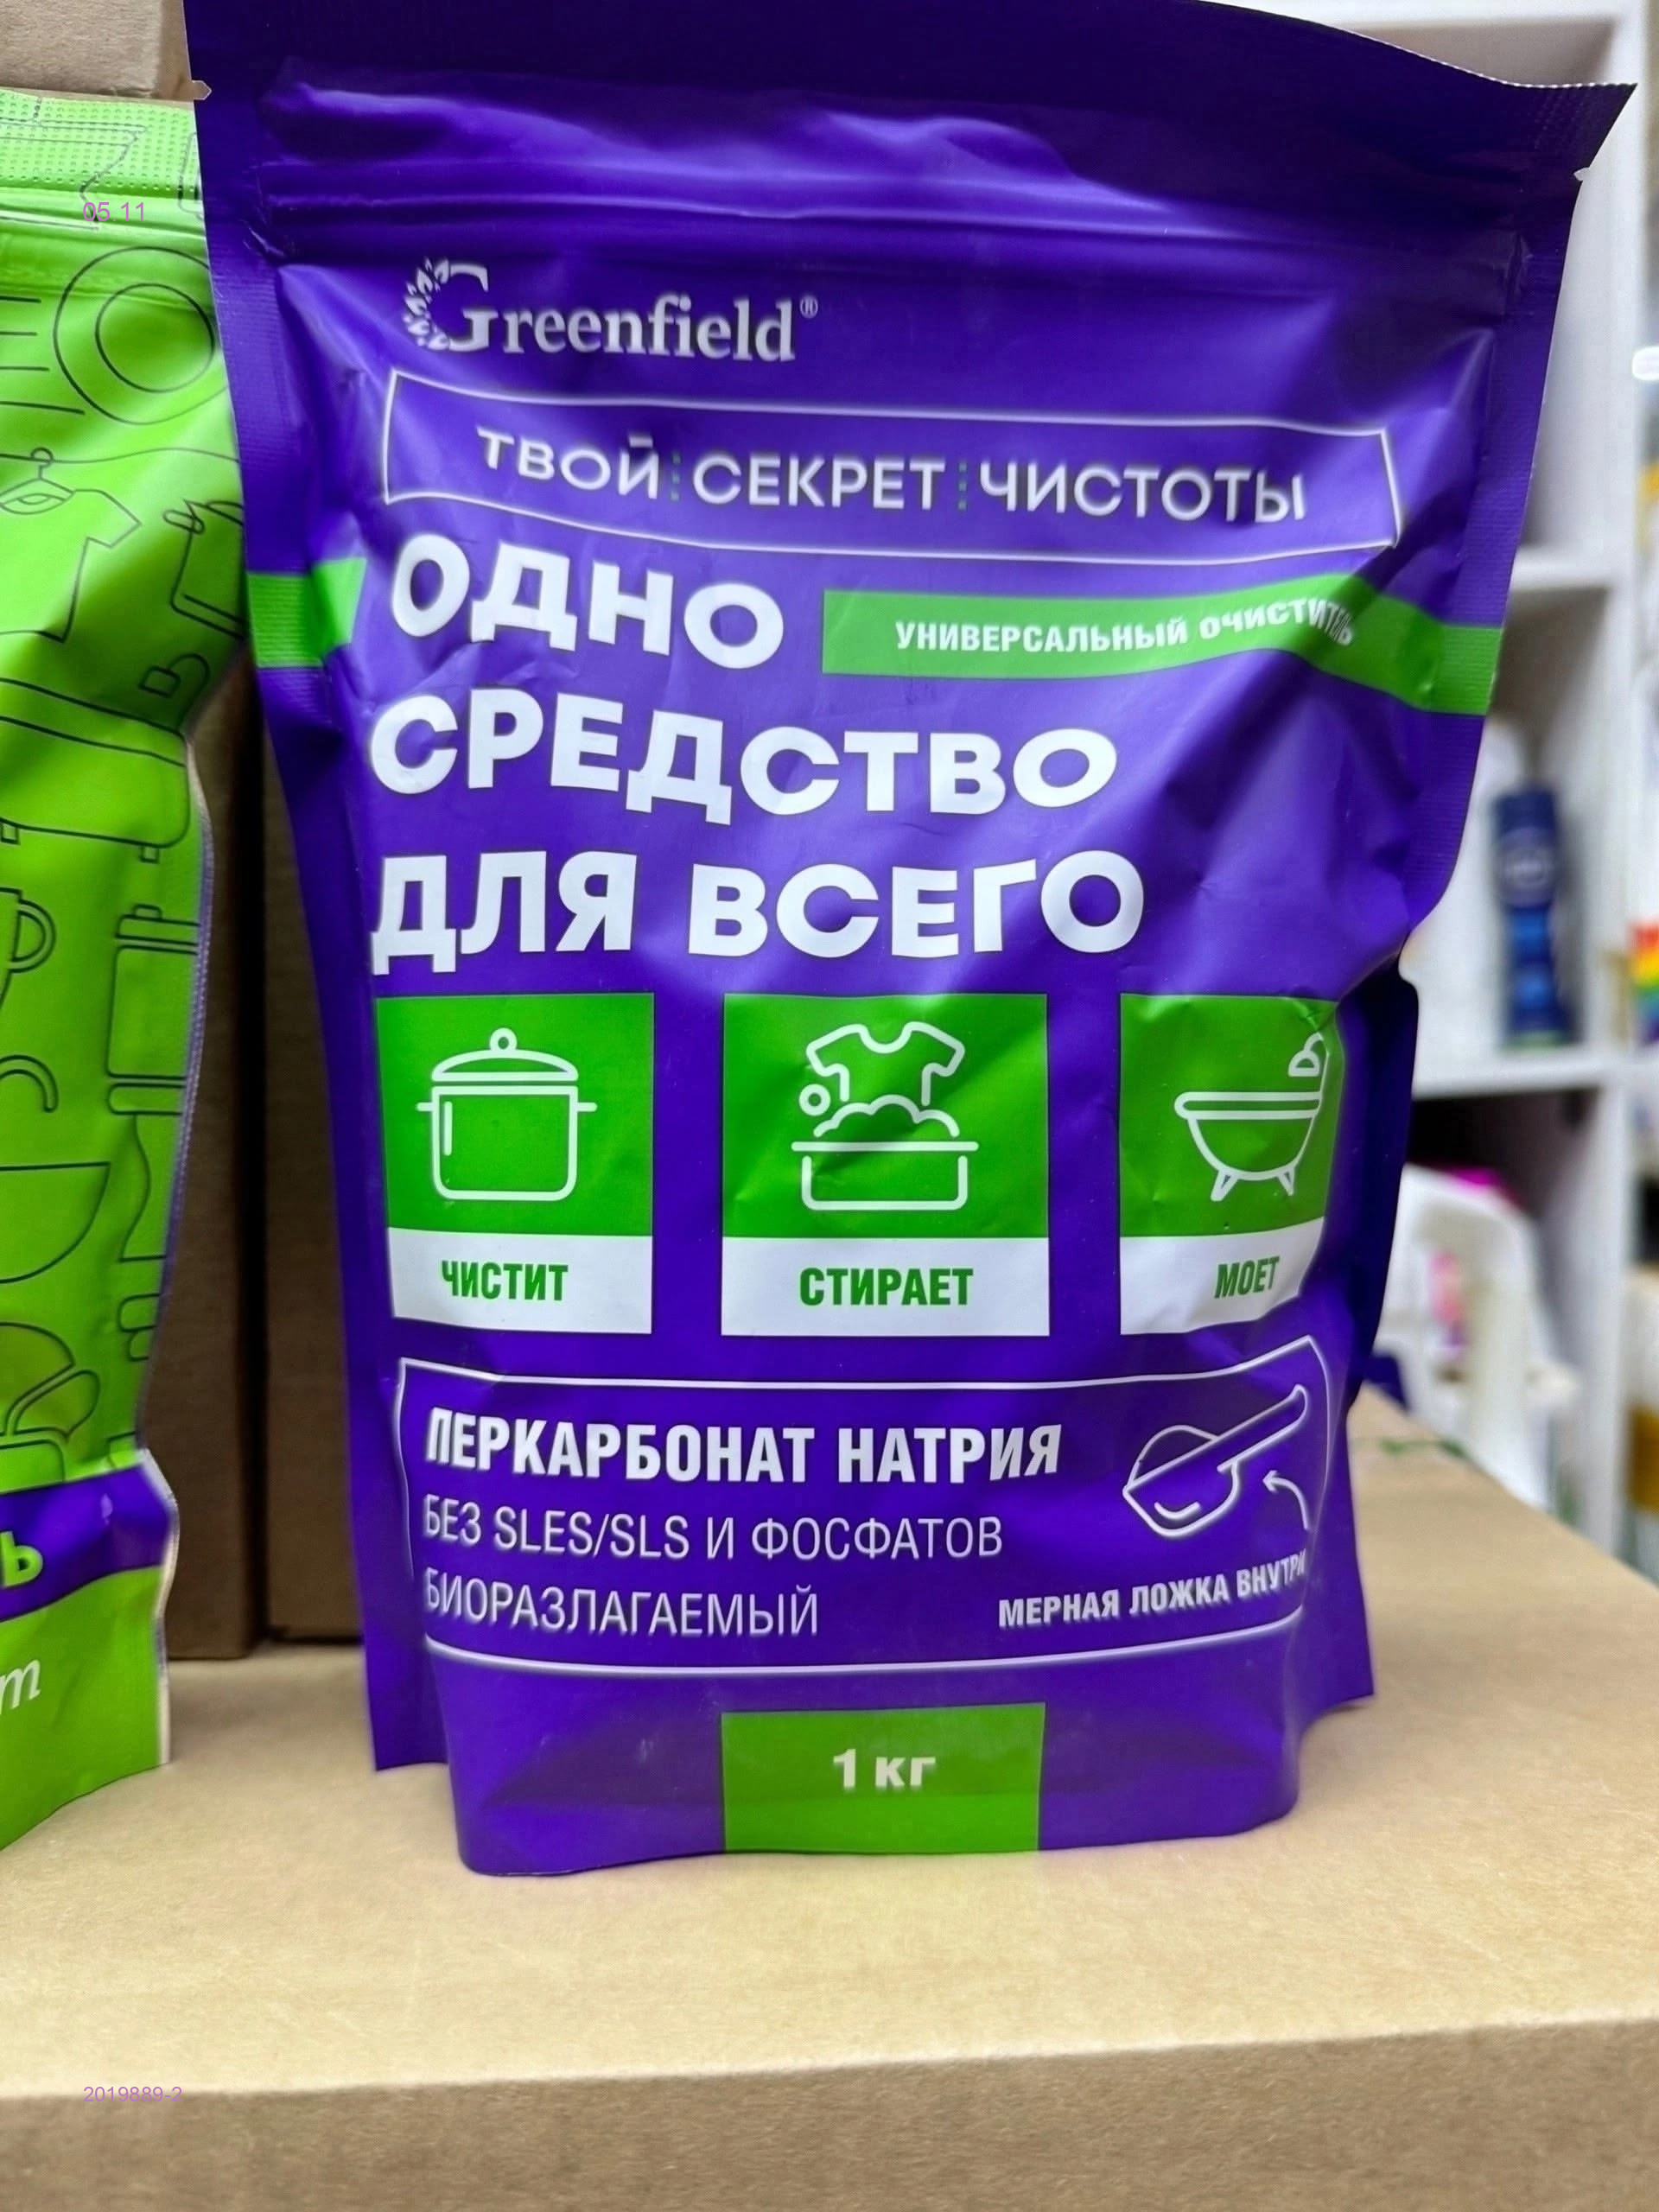 05.11
Greenfield®
ТВОЙ СЕКРЕТ ЧИСТОТЫ
ОДНО
УНИВЕРСАЛЬНЫЙ ОЧИСТИТЕЛЬ
СРЕДСТВО
ДЛЯ ВСЕГО
ЧИСТИТ
СТИРАЕТ
МОЕТ
ПЕРКАРБОНАТ НАТРИЯ
БЕЗ SLES/SLS И ФОСФАТОВ
БИОРАЗЛАГАЕМЫЙ
МЕРНАЯ ЛОЖКА ВНУТРИ
1 кг
2019889-2